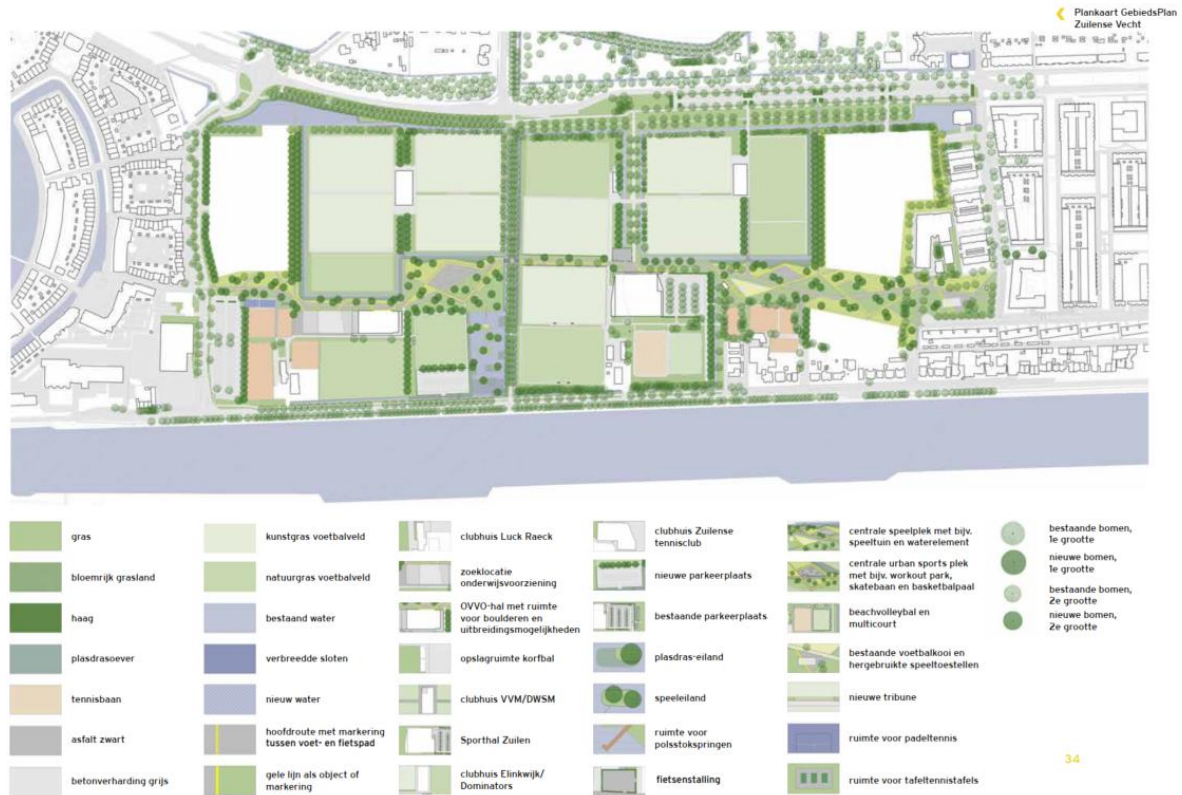 Plankaart GebiedsPlan
Zuilense Vecht
gras
bloemrijk grasland
haag
plasdrasoever
tennisbaan
asfalt zwart
betonverharding grijs
kunstgras voetbalveld
natuurgras voetbalveld
bestaand water
verbreedde sloten
nieuw water
hoofdroute met markering
tussen voet- en fietspad
gele lijn als object of
markering
clubhuis Luck Raeck
zoeklocatie
onderwijsvoorziening
OVVO-hal met ruimte
voor boulderen en
uitbreidingsmogelijkheden
opslagruimte korfbal
clubhuis VVM/DWSM
Sporthal Zuilen
clubhuis Elinkwijk/
Dominators
clubhuis Zuilense
tennisclub
nieuwe parkeerplaats
bestaande parkeerplaats
plasdras-eiland
speeleiland
ruimte voor
polsstokspringen
fietsenstalling
centrale speelplek met bijv.
speeltuin en waterelement
centrale urban sports plek
met bijv. workout park,
skatebaan en basketbalpaal
beachvolleybal en
multicourt
bestaande voetbalkooi en
hergebruikte speeltoestellen
nieuwe tribune
ruimte voor padeltennis
ruimte voor tafeltennistafels
bestaande bomen,
1e grootte
nieuwe bomen,
1e grootte
bestaande bomen,
2e grootte
nieuwe bomen,
2e grootte
34